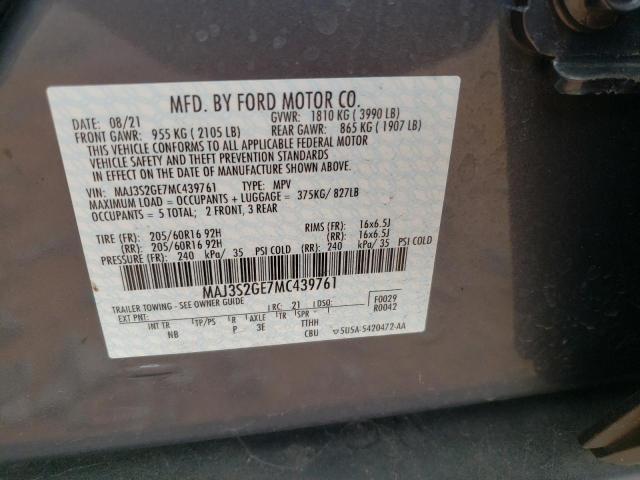 MFD. BY FORD MOTOR CO.
DATE: 08/21 GVWR: 1810 KG ( 3990 LB)
FRONT GAWR: 955 KG ( 2105 LB) REAR GAWR: 865 KG ( 1907 LB)
THIS VEHICLE CONFORMS TO ALL APPLICABLE FEDERAL MOTOR
VEHICLE SAFETY AND THEFT PREVENTION STANDARDS
IN EFFECT ON THE DATE OF MANUFACTURE SHOWN ABOVE.
VIN: MAJ3S2GE7MC439761 TYPE: MPV
MAXIMUM LOAD = OCCUPANTS + LUGGAGE = 375KG/ 827LB
OCCUPANTS = 5 TOTAL; 2 FRONT, 3 REAR
TIRE (FR): 205/60R16 92H RIMS (FR): 16x6.5J
(RR): 205/60R16 92H (RR): 16x6.5J
PRESSURE (FR): 240 kPa/ 35 PSI COLD (RR): 240 kPa/ 35 PSI COLD
MAJ3S2GE7MC439761
TRAILER TOWING - SEE OWNER GUIDE RC: 21 DSO: F0029
EXT PNT: R0042
INT TR TP/PS R AXLE TR SPR
NB P 3E TTHH
CBU 5U5A-5420472-AA